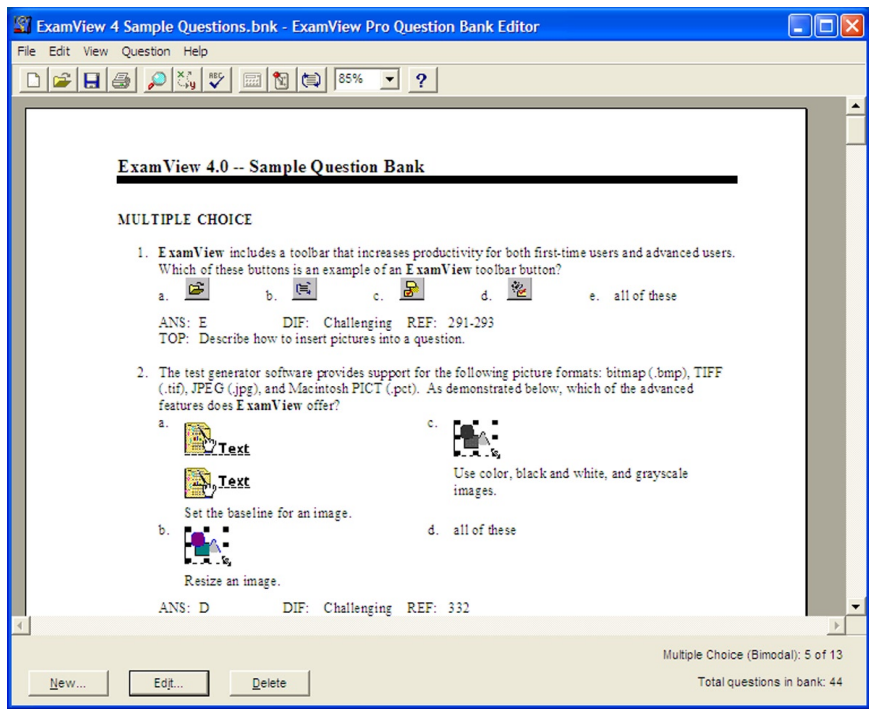 ExamView 4 Sample Questions.bnk - ExamView Pro Question Bank Editor
File Edit View Question Help
ABC 85% ?
ExamView 4.0 -- Sample Question Bank
MULTIPLE CHOICE
1. ExamView includes a toolbar that increases productivity for both first-time users and advanced users.
Which of these buttons is an example of an ExamView toolbar button?
a. b. c. d. e. all of these
ANS: E DIF: Challenging REF: 291-293
TOP: Describe how to insert pictures into a question.
2. The test generator software provides support for the following picture formats: bitmap (.bmp), TIFF
(.tif), JPEG (.jpg), and Macintosh PICT (.pct). As demonstrated below, which of the advanced
features does ExamView offer?
a. c.
Text
Text
Use color, black and white, and grayscale
images.
Set the baseline for an image.
b. d. all of these
Resize an image.
ANS: D DIF: Challenging REF: 332
Multiple Choice (Bimodal): 5 of 13
New... Edit... Delete
Total questions in bank: 44